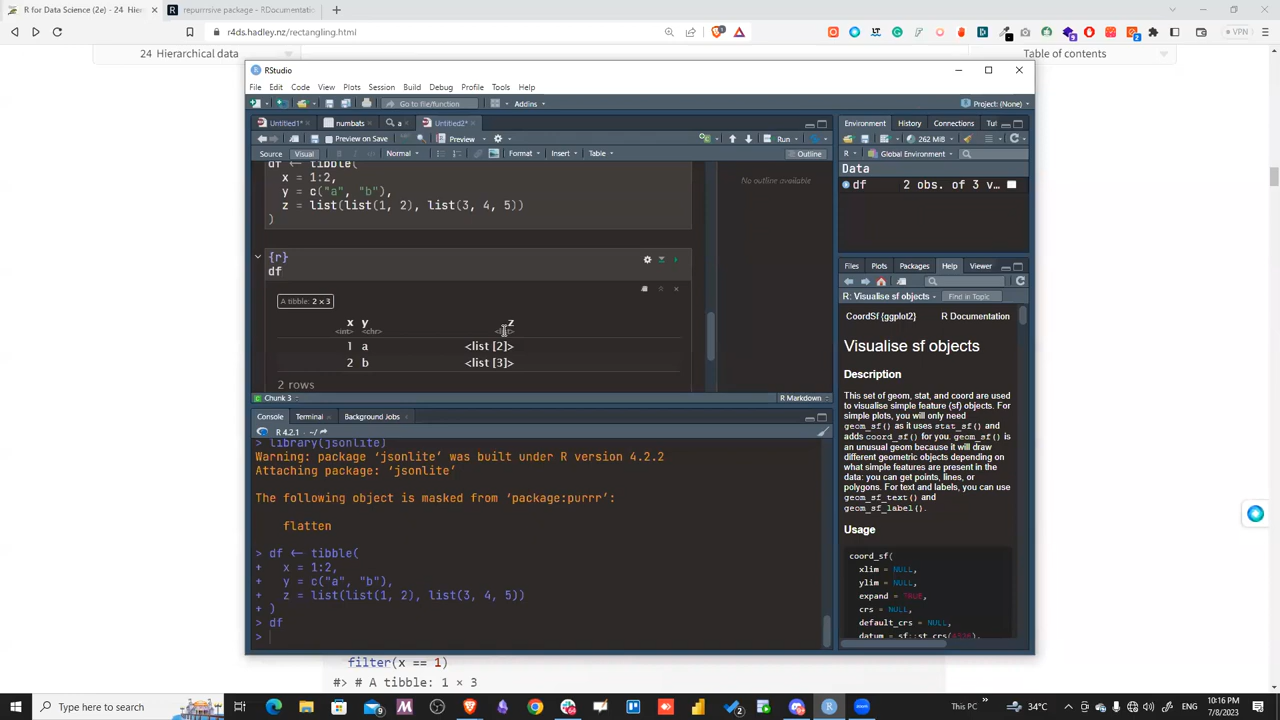 R for Data Science (2e) - 24 Hier
repurrrsive package - RDocumentation
r4ds.hadley.nz/rectangling.html
VPN
24 Hierarchical data
Table of contents
RStudio
File Edit Code View Plots Session Build Debug Profile Tools Help
Go to file/function
Addins
Project: (None)
Untitled1*
numbats
a
Untitled2*
Preview on Save
Preview
Run
Source Visual
Normal
Format
Insert
Table
Outline
df <- tibble(
x = 1:2,
y = c("a", "b"),
z = list(list(1, 2), list(3, 4, 5))
)
No outline available
{r}
df
A tibble: 2 × 3
x y z
<int> <chr>
1 a <list [2]>
2 b <list [3]>
2 rows
Chunk 3
R Markdown
Console Terminal Background Jobs
R 4.2.1 · ~/
> library(jsonlite)
Warning: package ‘jsonlite’ was built under R version 4.2.2
Attaching package: ‘jsonlite’
The following object is masked from ‘package:purrr’:
flatten
> df <- tibble(
+ x = 1:2,
+ y = c("a", "b"),
+ z = list(list(1, 2), list(3, 4, 5))
+ )
> df
>
Environment History Connections Tut
262 MiB
R
Global Environment
Data
df 2 obs. of 3 v…
Files Plots Packages Help Viewer
R: Visualise sf objects
Find in Topic
CoordSf {ggplot2}
R Documentation
Visualise sf objects
Description
This set of geom, stat, and coord are used
to visualise simple feature (sf) objects. For
simple plots, you will only need
geom_sf() as it uses stat_sf() and
adds coord_sf() for you. geom_sf() is
an unusual geom because it will draw
different geometric objects depending on
what simple features are present in the
data: you can get points, lines, or
polygons. For text and labels, you can use
geom_sf_text() and
geom_sf_label().
Usage
coord_sf(
xlim = NULL,
ylim = NULL,
expand = TRUE,
crs = NULL,
default_crs = NULL,
datum = sf::st_crs(4326),
filter(x == 1)
#> # A tibble: 1 × 3
Type here to search
This PC
34°C
10:16 PM
7/8/2023